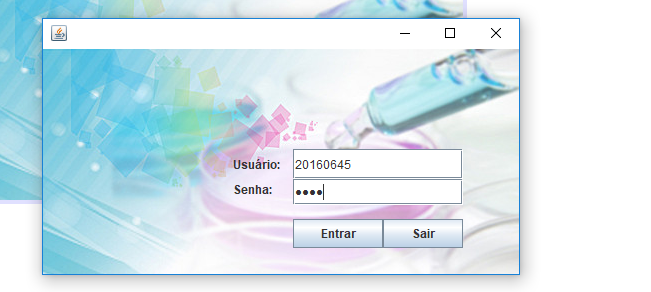 Usuário: 20160645
Senha: ••••
Entrar Sair